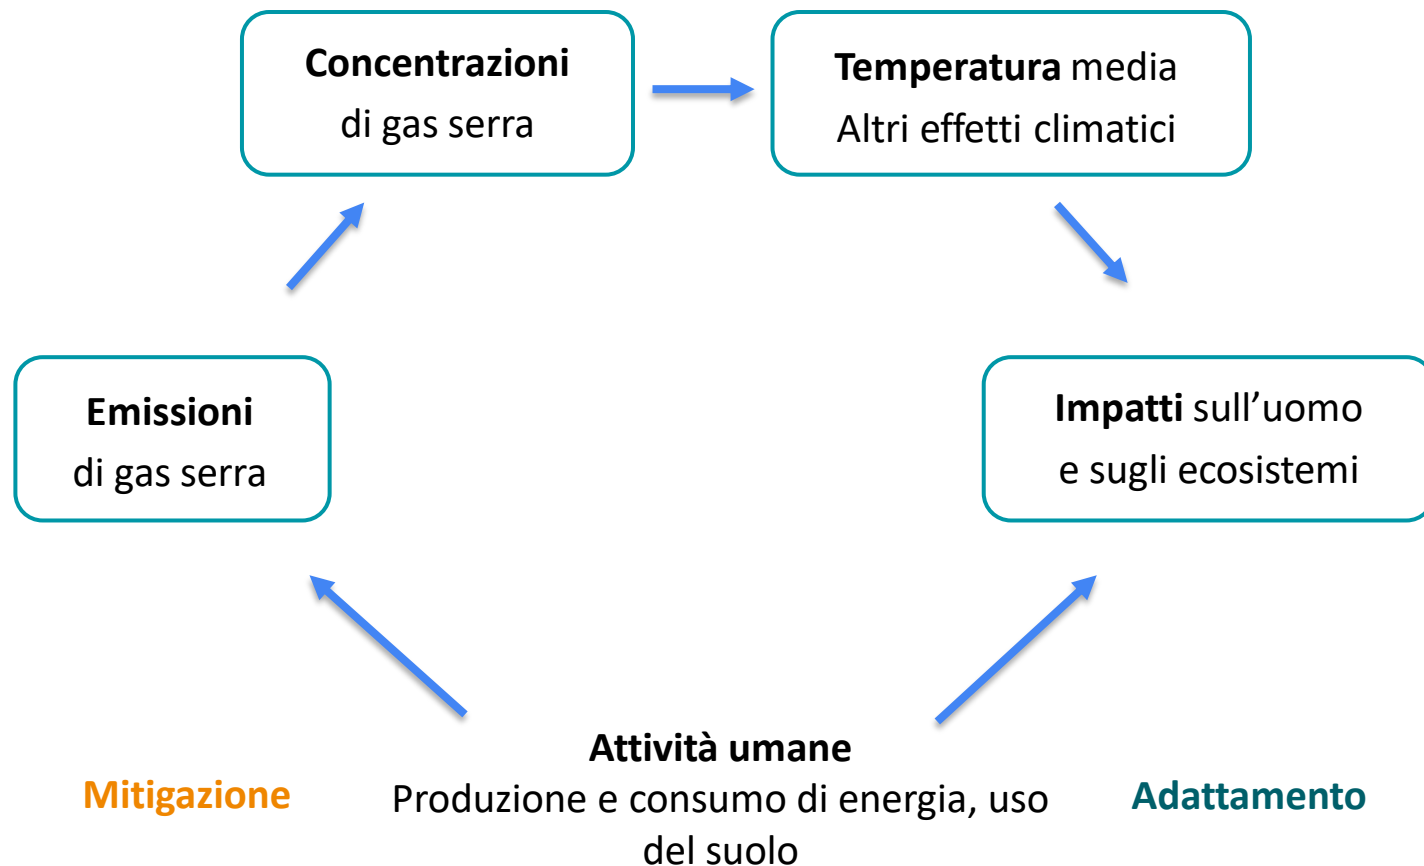 Concentrazioni
di gas serra
Temperatura media
Altri effetti climatici
Emissioni
di gas serra
Impatti sull’uomo
e sugli ecosistemi
Attività umane
Produzione e consumo di energia, uso
del suolo
Mitigazione
Adattamento